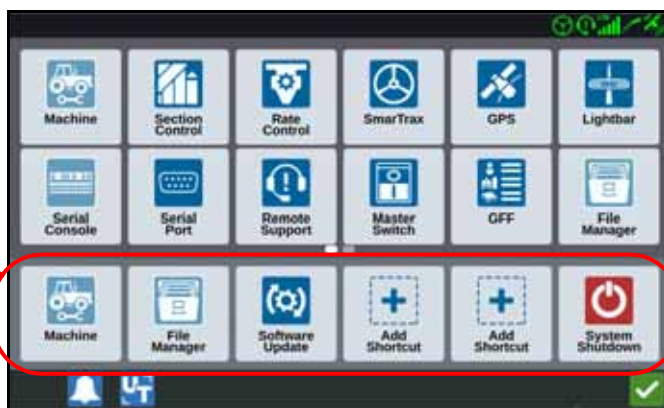 Machine
Section
Control
Rate
Control
SmarTrax
GPS
Lightbar
Serial
Console
Serial
Port
Remote
Support
Master
Switch
GFF
File
Manager
Machine
File
Manager
Software
Update
Add
Shortcut
Add
Shortcut
System
Shutdown
UT